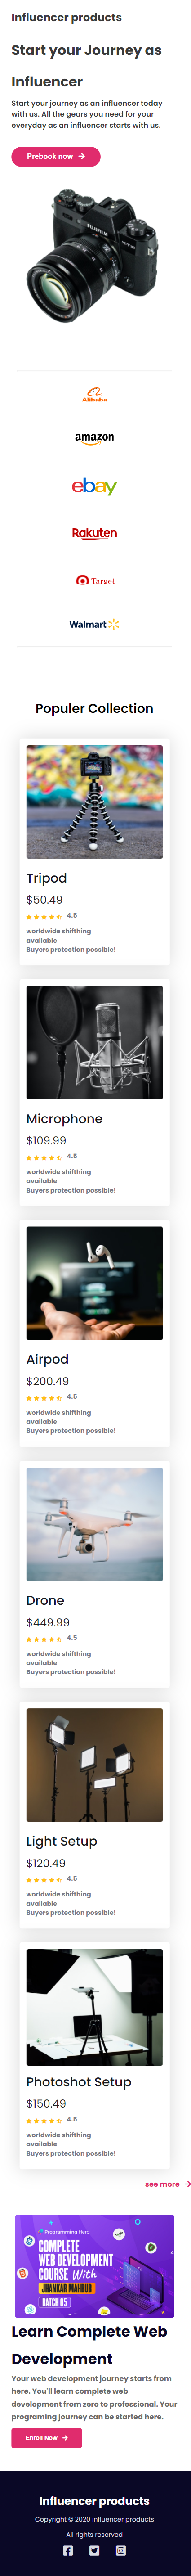 Influencer products
Start your Journey as
Influencer
Start your journey as an influencer today
with us. All the gears you need for your
everyday as an influencer starts with us.
Prebook now
FUJIFILM
Alibaba
amazon
ebay
Rakuten
Target
Walmart
Populer Collection
Tripod
$50.49
4.5
worldwide shifthing
available
Buyers protection possible!
Microphone
$109.99
4.5
worldwide shifthing
available
Buyers protection possible!
Airpod
$200.49
4.5
worldwide shifthing
available
Buyers protection possible!
Drone
$449.99
4.5
worldwide shifthing
available
Buyers protection possible!
Light Setup
$120.49
4.5
worldwide shifthing
available
Buyers protection possible!
Photoshot Setup
$150.49
4.5
worldwide shifthing
available
Buyers protection possible!
see more
Programming Hero
COMPLETE
WEB DEVELOPMENT
COURSE With
JHANKAR MAHBUB
BATCH 05
Learn Complete Web
Development
Your web development journey starts from
here. You'll learn complete web
development from zero to professional. Your
programing journey can be started here.
Enroll Now
Influencer products
Copyright © 2020 influencer products
All rights reserved